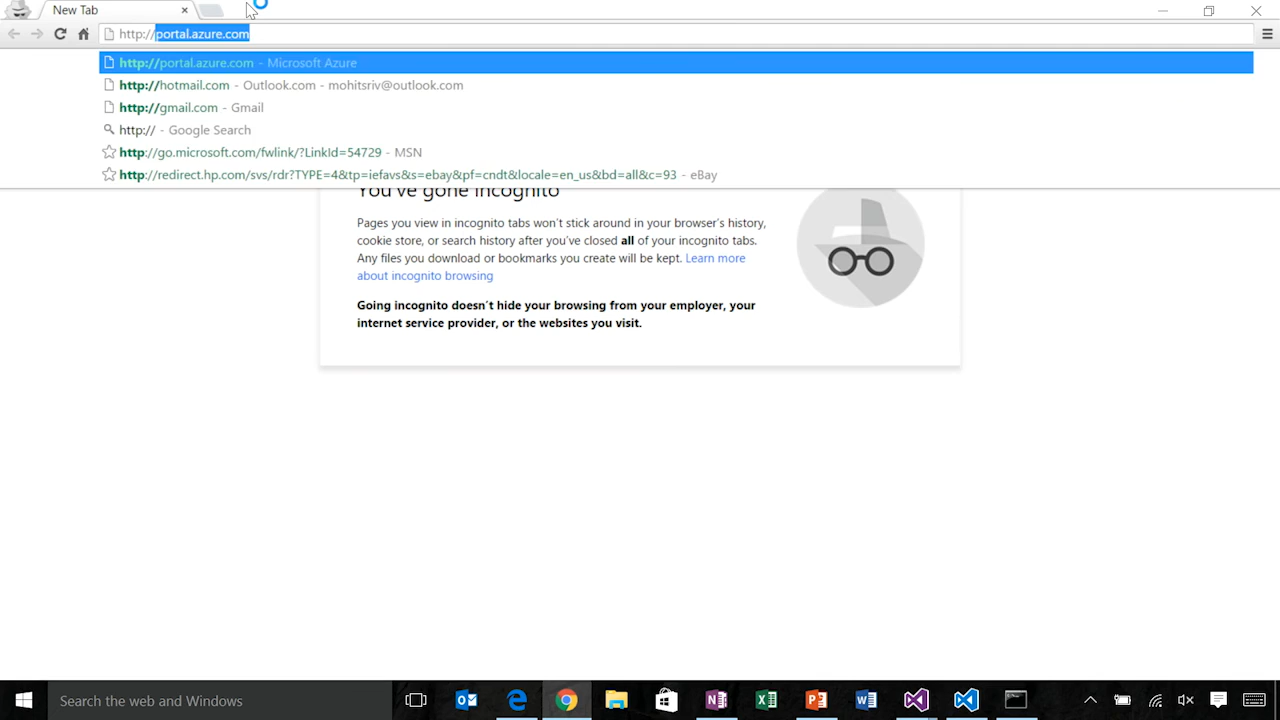 New Tab
http://portal.azure.com
http://portal.azure.com - Microsoft Azure
http://hotmail.com - Outlook.com - mohitsriv@outlook.com
http://gmail.com - Gmail
http:// - Google Search
http://go.microsoft.com/fwlink/?LinkId=54729 - MSN
http://redirect.hp.com/svs/rdr?TYPE=4&tp=iefavs&s=ebay&pf=cndt&locale=en_us&bd=all&c=93 - eBay
You've gone incognito
Pages you view in incognito tabs won't stick around in your browser's history,
cookie store, or search history after you've closed all of your incognito tabs.
Any files you download or bookmarks you create will be kept. Learn more
about incognito browsing
Going incognito doesn't hide your browsing from your employer, your
internet service provider, or the websites you visit.
Search the web and Windows